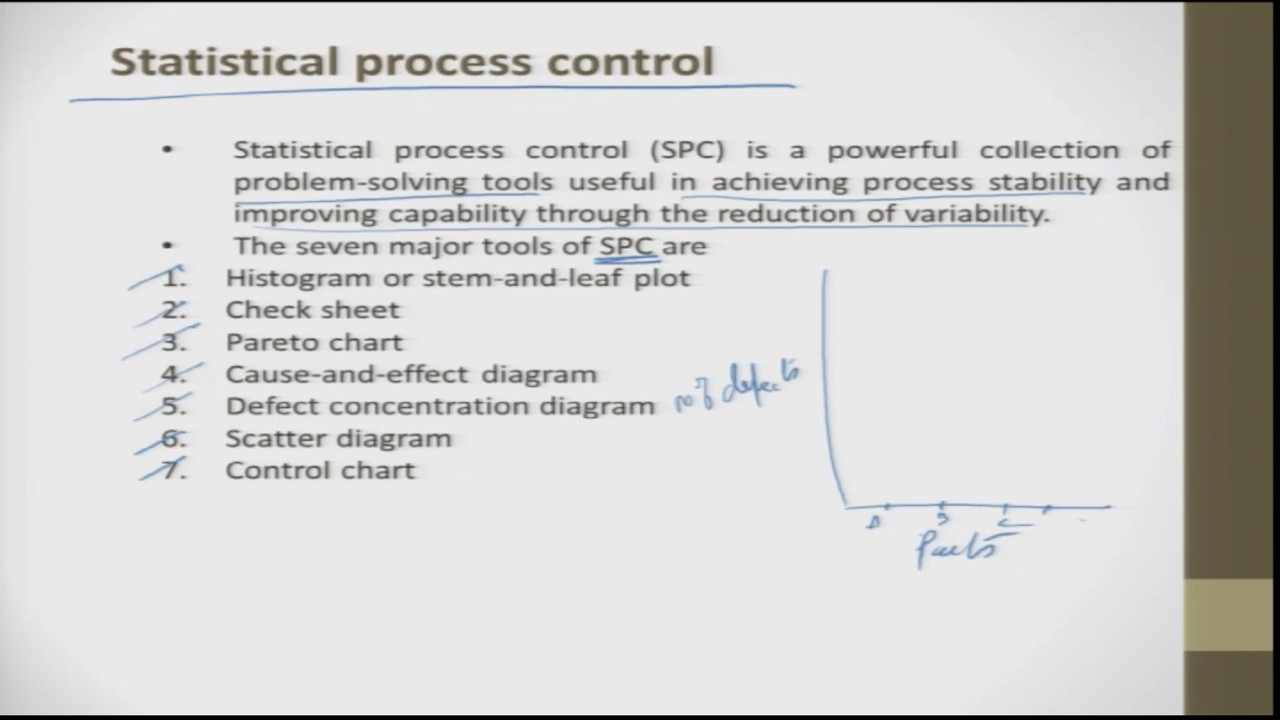 Statistical process control
• Statistical process control (SPC) is a powerful collection of
problem-solving tools useful in achieving process stability and
improving capability through the reduction of variability.
• The seven major tools of SPC are
1. Histogram or stem-and-leaf plot
2. Check sheet
3. Pareto chart
4. Cause-and-effect diagram
5. Defect concentration diagram
6. Scatter diagram
7. Control chart
no of defects
A B C
Parts